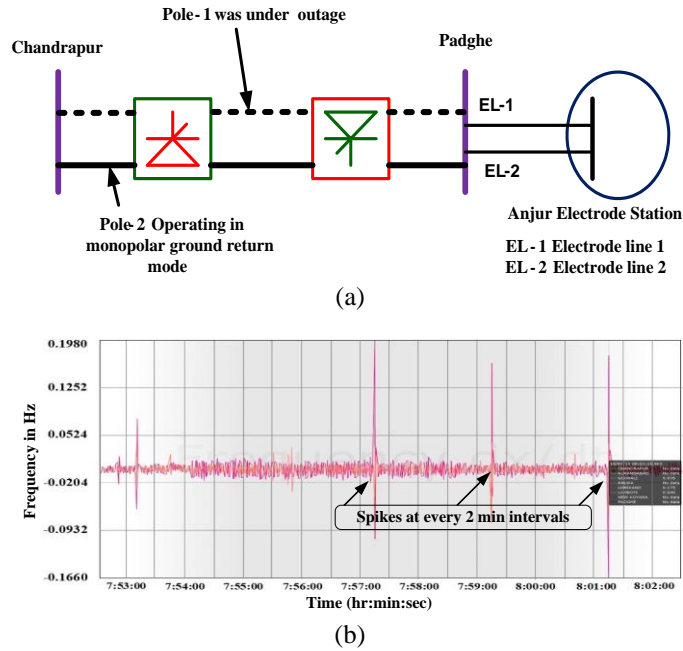 Pole-1 was under outage
Chandrapur
Padghe
EL-1
EL-2
Pole-2 Operating in
monopolar ground return
mode
Anjur Electrode Station
EL-1 Electrode line 1
EL-2 Electrode line 2
(a)
0.1980
0.1252
0.0524
-0.0204
-0.0932
-0.1660
Frequency in Hz
Spikes at every 2 min intervals
7:53:00 7:54:00 7:55:00 7:56:00 7:57:00 7:58:00 7:59:00 8:00:00 8:01:00 8:02:00
Time (hr:min:sec)
(b)